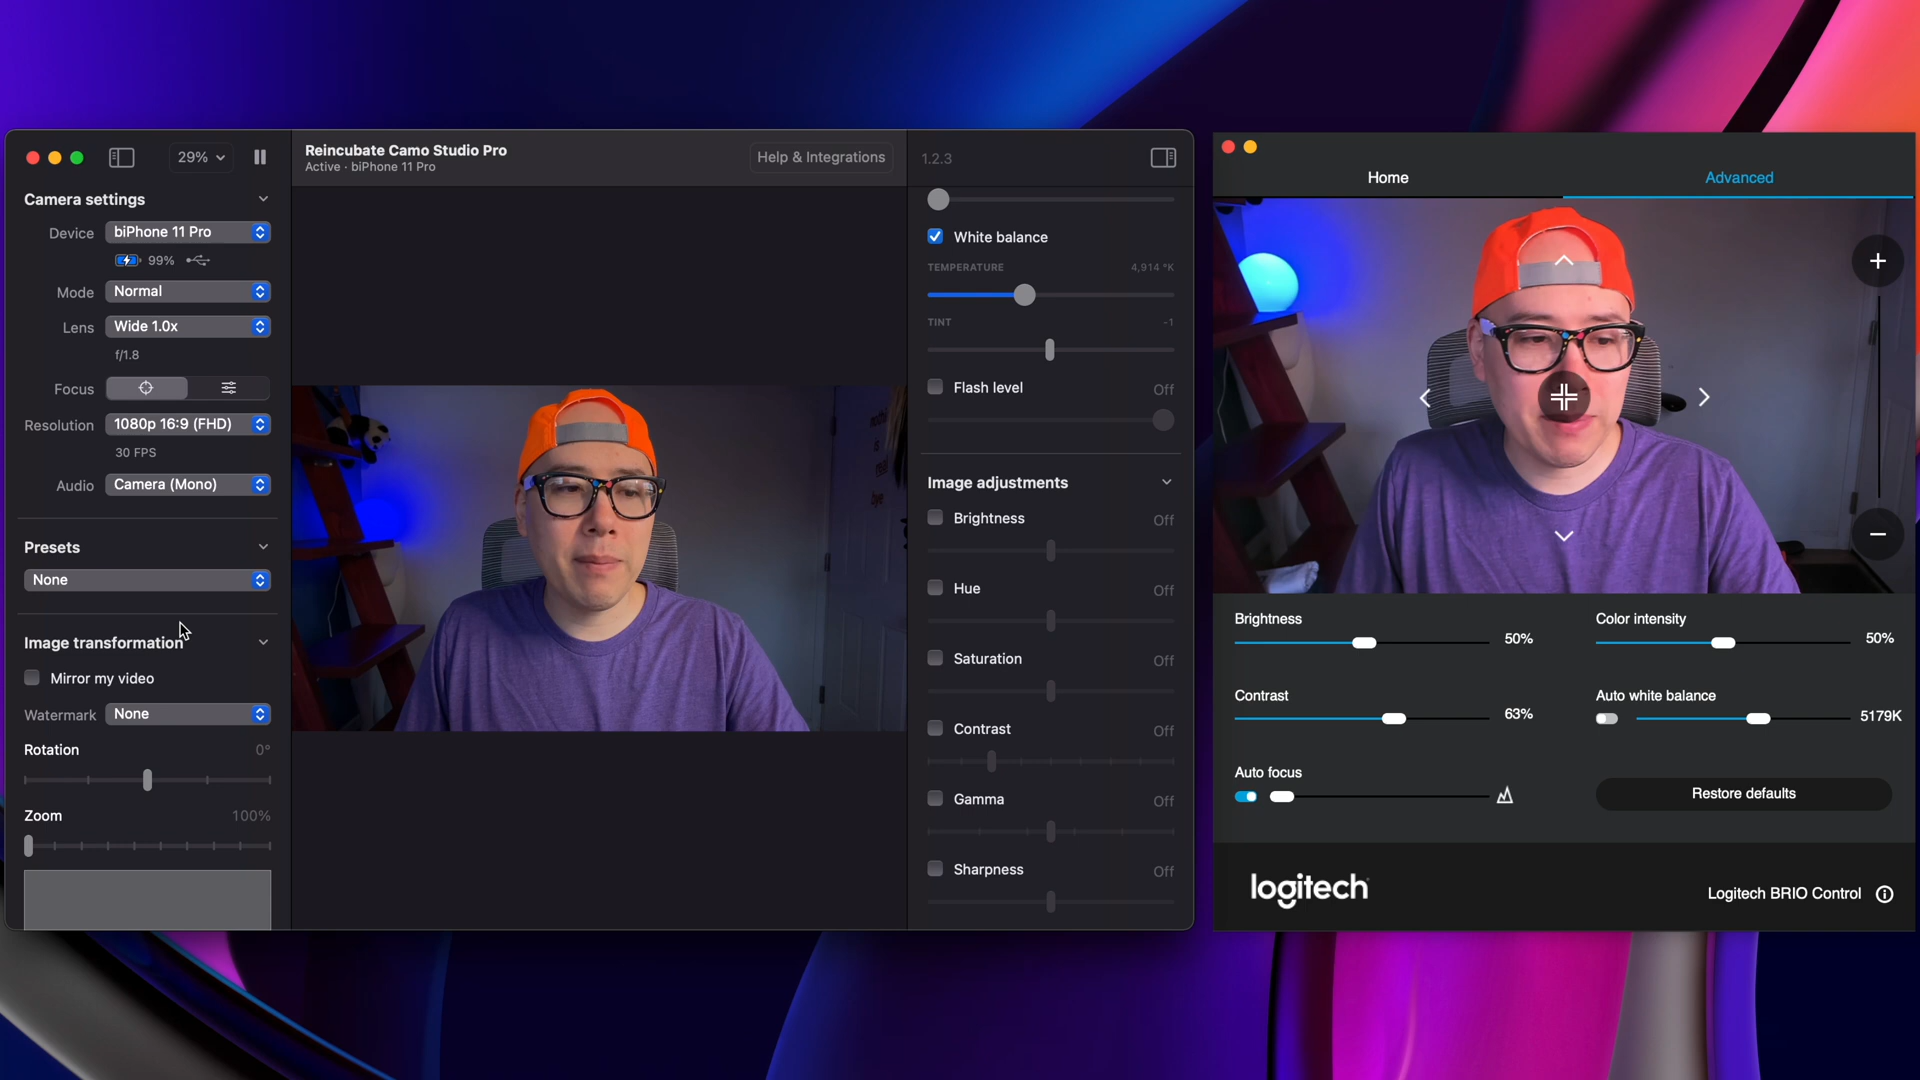 29%
Reincubate Camo Studio Pro
Active · biPhone 11 Pro
Help & Integrations
1.2.3
Camera settings
Device
biPhone 11 Pro
99%
Mode
Normal
Lens
Wide 1.0x
f/1.8
Focus
Resolution
1080p 16:9 (FHD)
30 FPS
Audio
Camera (Mono)
Presets
None
Image transformation
Mirror my video
Watermark
None
Rotation
0°
Zoom
100%
White balance
TEMPERATURE
4,914 °K
TINT
-1
Flash level
Off
Image adjustments
Brightness
Off
Hue
Off
Saturation
Off
Contrast
Off
Gamma
Off
Sharpness
Off
Home
Advanced
Brightness
50%
Color intensity
50%
Contrast
63%
Auto white balance
5179K
Auto focus
Restore defaults
logitech
Logitech BRIO Control